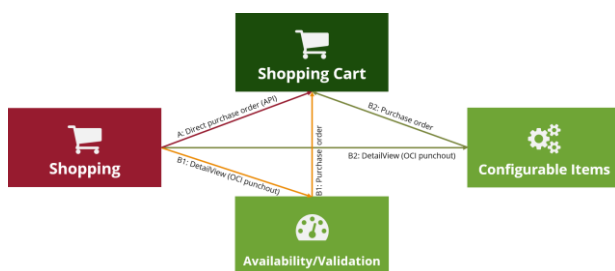 Shopping Cart
A: Direct purchase order (API)
B2: Purchase order
Shopping
B1: Purchase order
B2: DetailView (OCI punchout)
Configurable Items
B1: DetailView (OCI punchout)
Availability/Validation